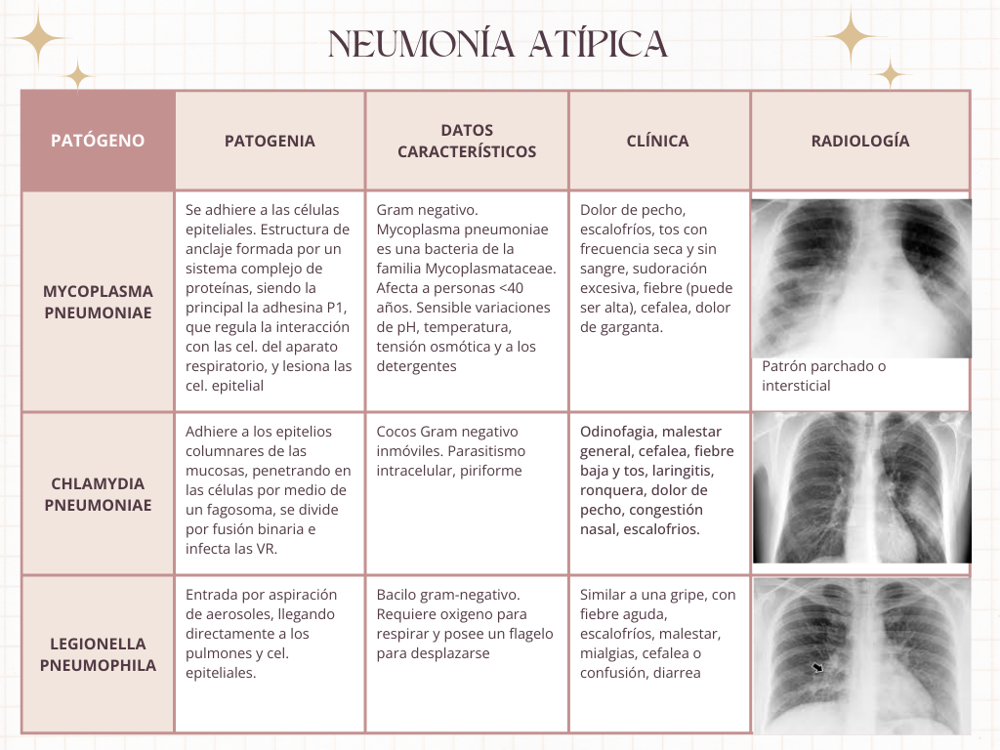 NEUMONÍA ATÍPICA
PATÓGENO
PATOGENIA
DATOS
CARACTERÍSTICOS
CLÍNICA
RADIOLOGÍA
MYCOPLASMA
PNEUMONIAE
Se adhiere a las células
epiteliales. Estructura de
anclaje formada por un
sistema complejo de
proteínas, siendo la
principal la adhesina P1,
que regula la interacción
con las cel. del aparato
respiratorio, y lesiona las
cel. epitelial
Gram negativo.
Mycoplasma pneumoniae
es una bacteria de la
familia Mycoplasmataceae.
Afecta a personas <40
años. Sensible variaciones
de pH, temperatura,
tensión osmótica y a los
detergentes
Dolor de pecho,
escalofríos, tos con
frecuencia seca y sin
sangre, sudoración
excesiva, fiebre (puede
ser alta), cefalea, dolor
de garganta.
Patrón parchado o
intersticial
CHLAMYDIA
PNEUMONIAE
Adhiere a los epitelios
columnares de las
mucosas, penetrando en
las células por medio de
un fagosoma, se divide
por fusión binaria e
infecta las VR.
Cocos Gram negativo
inmóviles. Parasitismo
intracelular, piriforme
Odinofagia, malestar
general, cefalea, fiebre
baja y tos, laringitis,
ronquera, dolor de
pecho, congestión
nasal, escalofrios.
LEGIONELLA
PNEUMOPHILA
Entrada por aspiración
de aerosoles, llegando
directamente a los
pulmones y cel.
epiteliales.
Bacilo gram-negativo.
Requiere oxigeno para
respirar y posee un flagelo
para desplazarse
Similar a una gripe, con
fiebre aguda,
escalofríos, malestar,
mialgias, cefalea o
confusión, diarrea